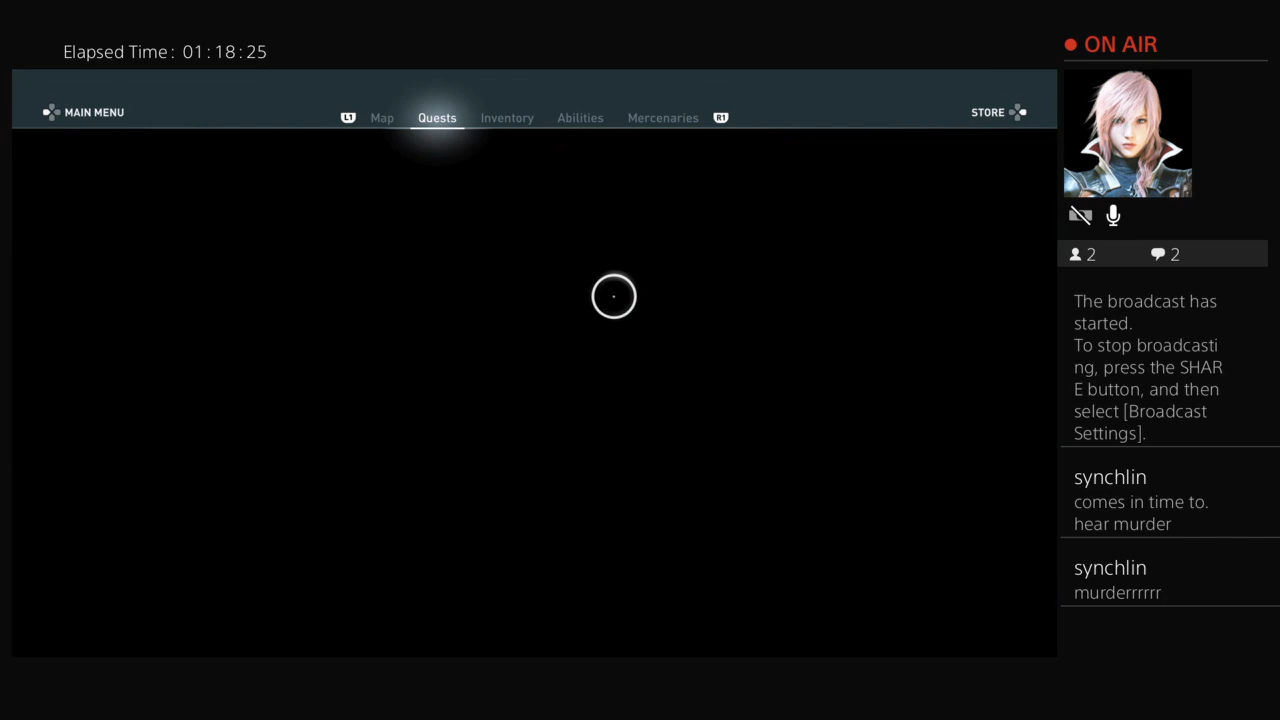 Elapsed Time: 01:18:25
ON AIR
MAIN MENU
L1 Map Quests Inventory Abilities Mercenaries R1
STORE
2 2
The broadcast has
started.
To stop broadcasti
ng, press the SHAR
E button, and then
select [Broadcast
Settings].
synchlin
comes in time to.
hear murder
synchlin
murderrrrrr